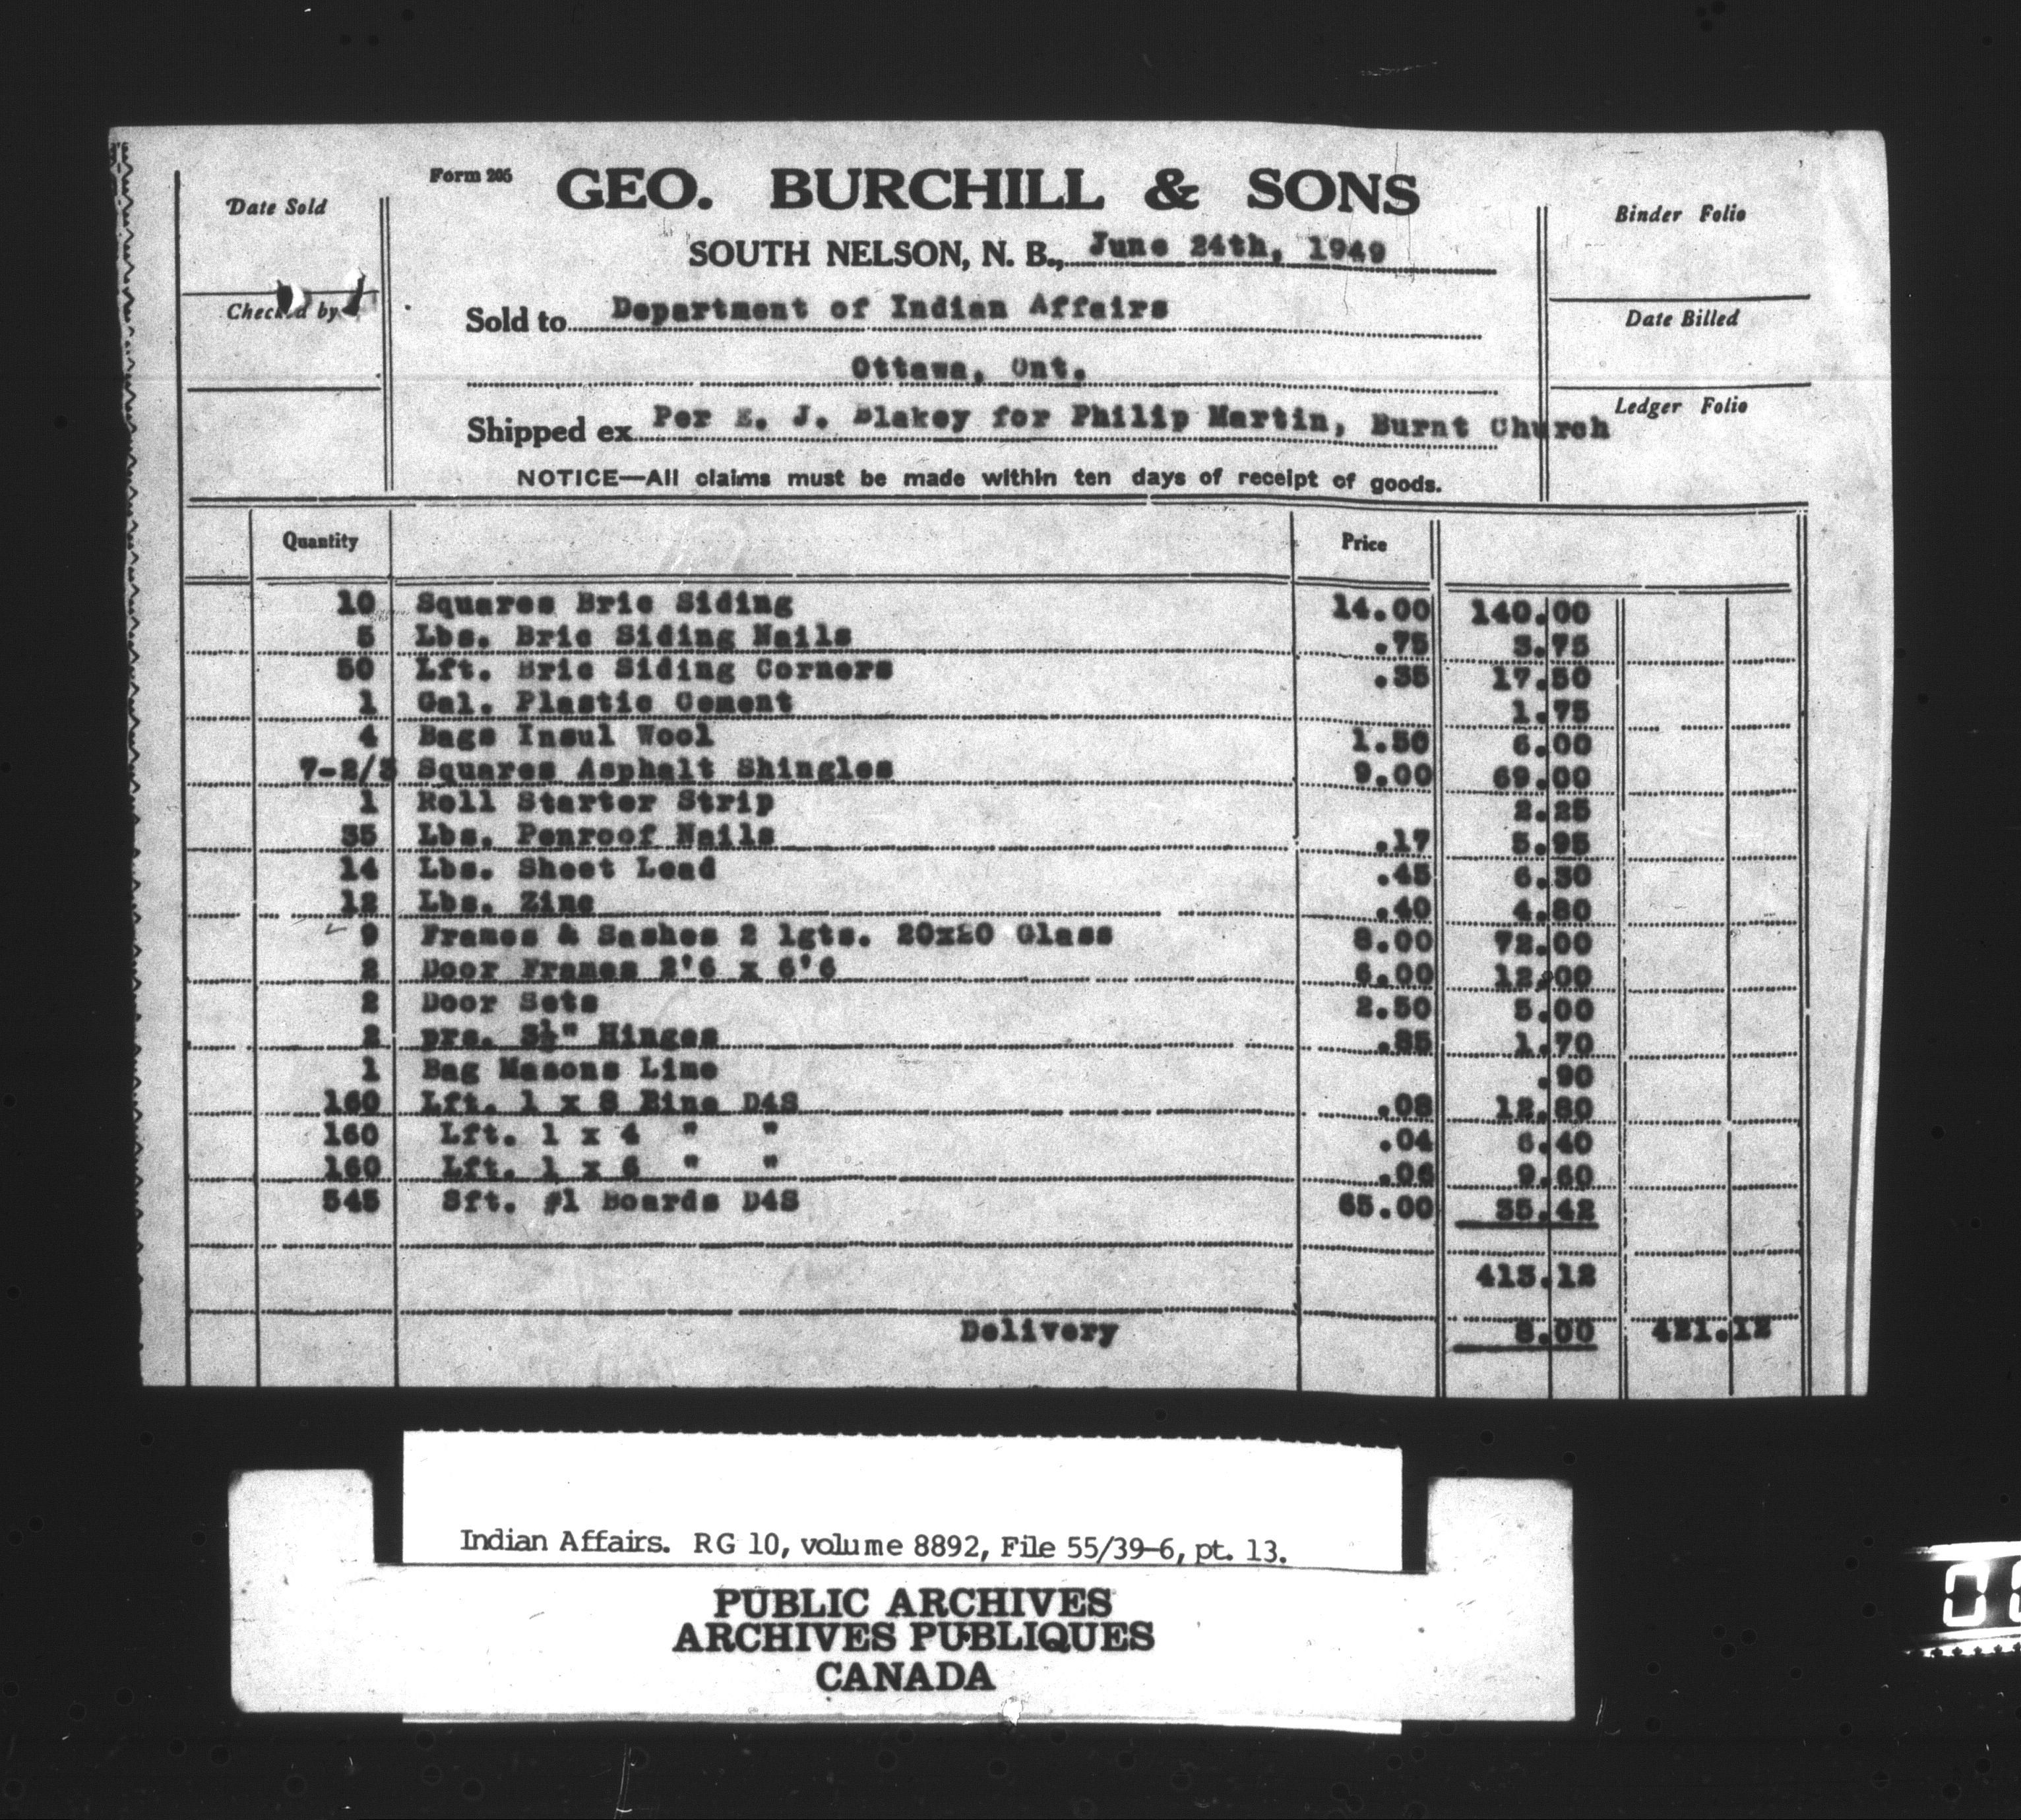 Form 205
GEO. BURCHILL & SONS
Date Sold
Binder Folio
SOUTH NELSON, N. B., June 24th, 1949
Checked by
Sold to Department of Indian Affairs
Date Billed
Ottawa, Ont.
Ledger Folio
Shipped ex Per E. J. Blakey for Philip Martin, Burnt Church
NOTICE—All claims must be made within ten days of receipt of goods.
Quantity Price
10 Squares Bric Siding 14.00 140.00
5 Lbs. Bric Siding Nails .75 3.75
50 Lft. Bric Siding Corners .35 17.50
1 Gal. Plastic Cement 1.75
4 Bags Insul Wool 1.50 6.00
7-2/3 Squares Asphalt Shingles 9.00 69.00
1 Roll Starter Strip 2.25
35 Lbs. Penroof Nails .17 5.95
14 Lbs. Sheet Lead .45 6.30
12 Lbs. Zinc .40 4.80
9 Frames & Sashes 2 lgts. 20x20 Glass 8.00 72.00
2 Door Frames 2'6 x 6'6 6.00 12.00
2 Door Sets 2.50 5.00
2 prs. 3½" Hinges .85 1.70
1 Bag Masons Lime .90
160 Lft. 1 x 8 Pine D4S .08 12.80
160 Lft. 1 x 4 " " .04 6.40
160 Lft. 1 x 6 " " .06 9.60
545 Sft. #1 Boards D4S 65.00 35.42
413.12
Delivery 8.00 421.12
Indian Affairs. RG 10, volume 8892, File 55/39-6, pt. 13.
PUBLIC ARCHIVES
ARCHIVES PUBLIQUES
CANADA